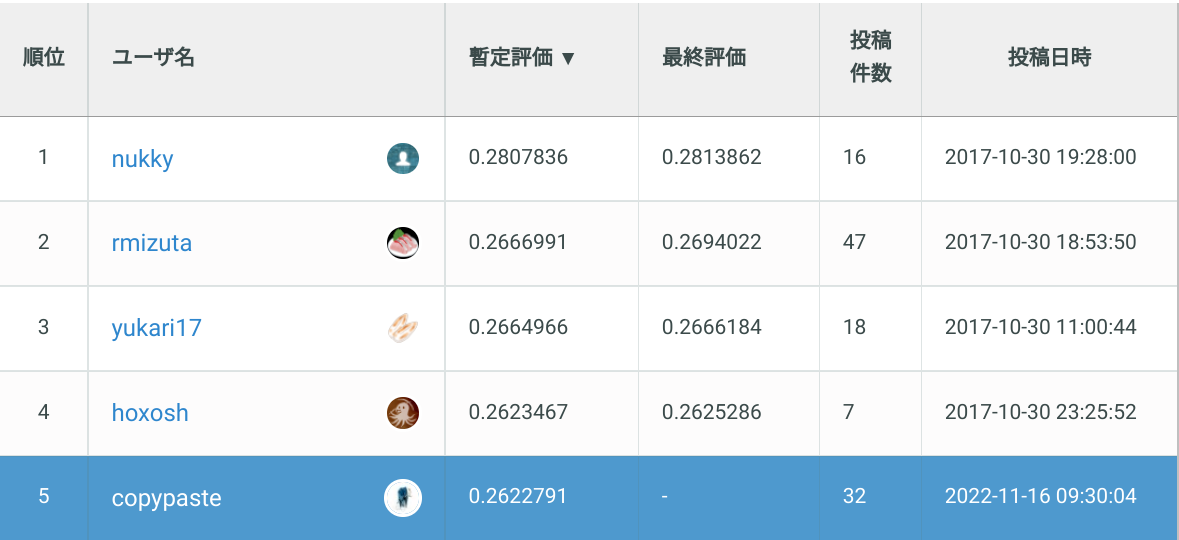 順位 ユーザ名 暫定評価 ▼ 最終評価 投稿件数 投稿日時
1 nukky 0.2807836 0.2813862 16 2017-10-30 19:28:00
2 rmizuta 0.2666991 0.2694022 47 2017-10-30 18:53:50
3 yukari17 0.2664966 0.2666184 18 2017-10-30 11:00:44
4 hoxosh 0.2623467 0.2625286 7 2017-10-30 23:25:52
5 copypaste 0.2622791 - 32 2022-11-16 09:30:04